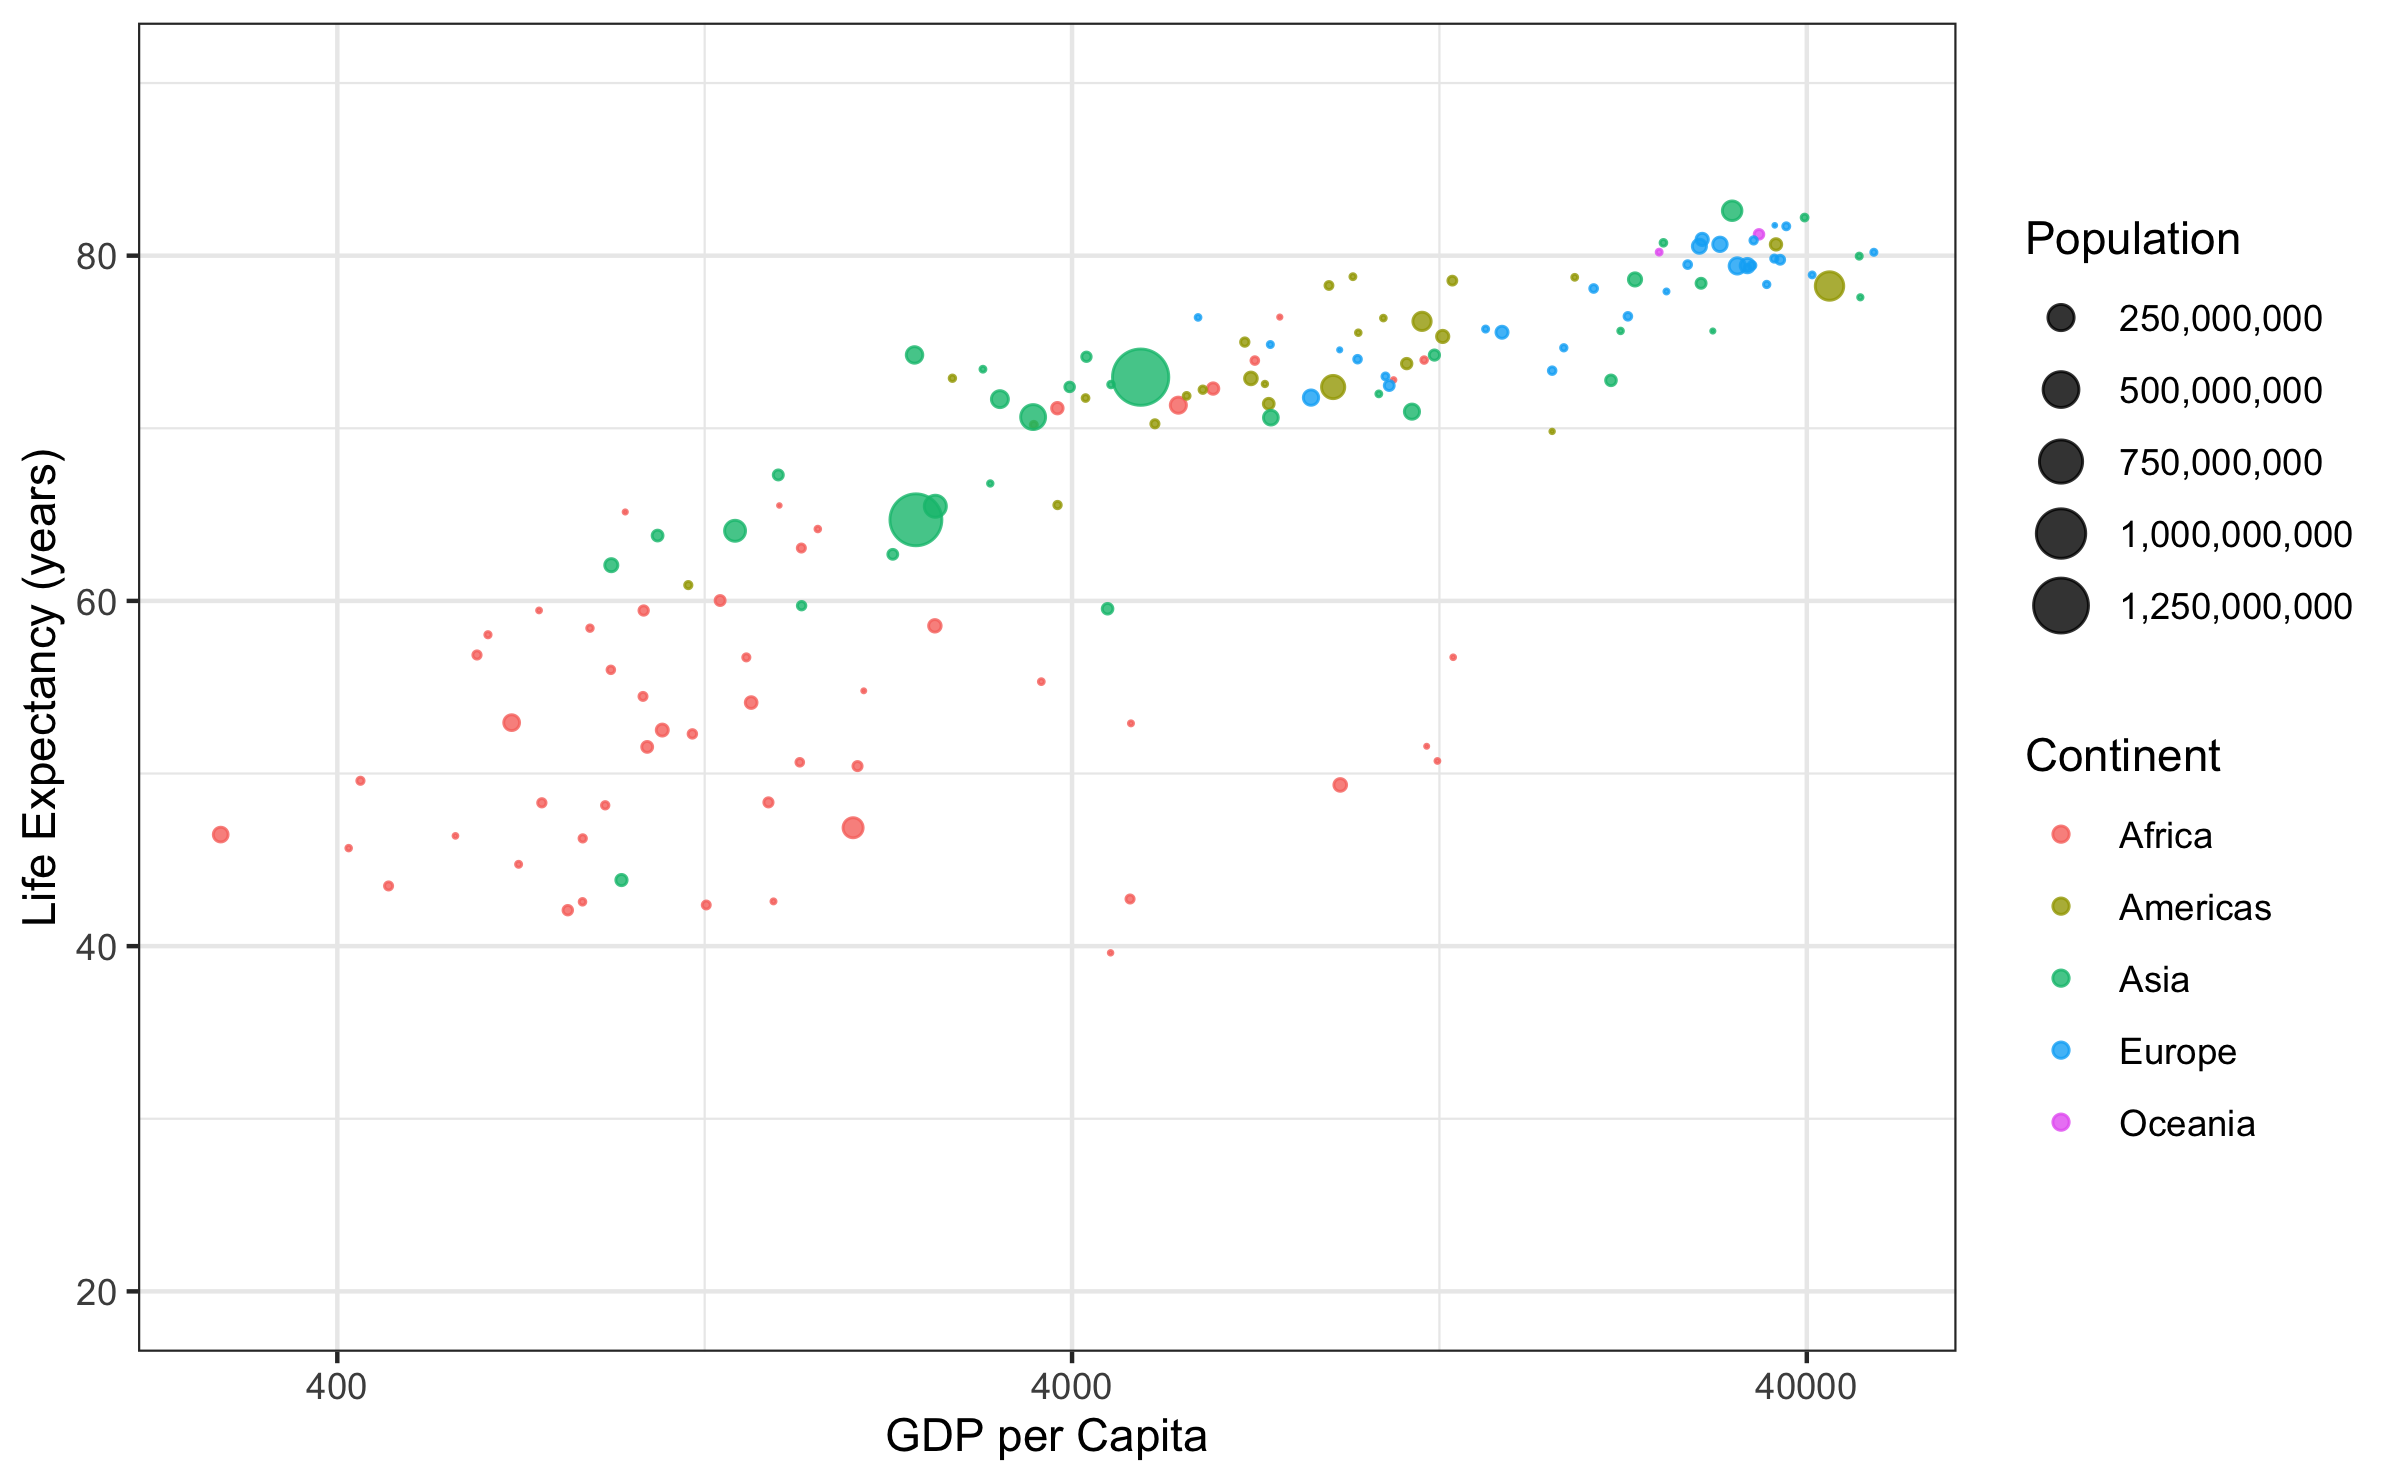 80
60
40
20
Life Expectancy (years)
400
4000
40000
GDP per Capita
Population
250,000,000
500,000,000
750,000,000
1,000,000,000
1,250,000,000
Continent
Africa
Americas
Asia
Europe
Oceania